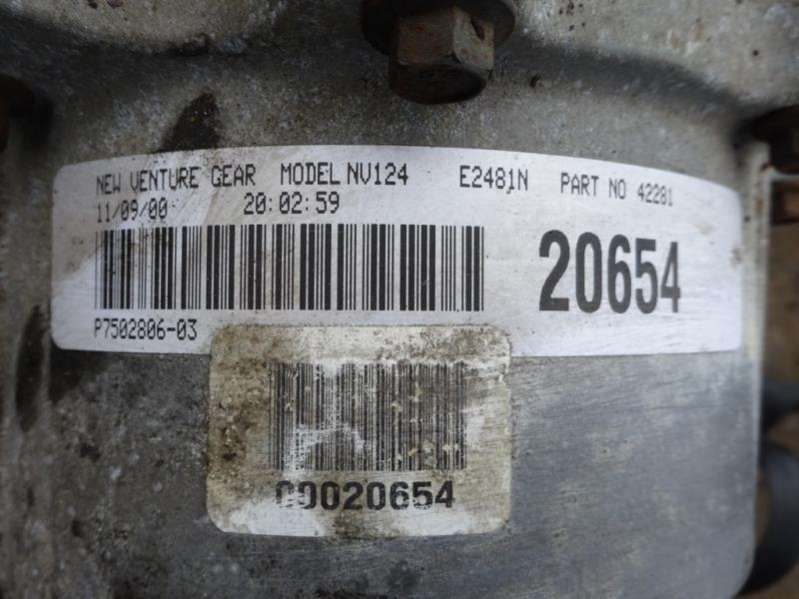 NEW VENTURE GEAR MODEL NV124 E2481N PART NO 42281
11/09/00 20:02:59
20654
P7502806-03
00020654